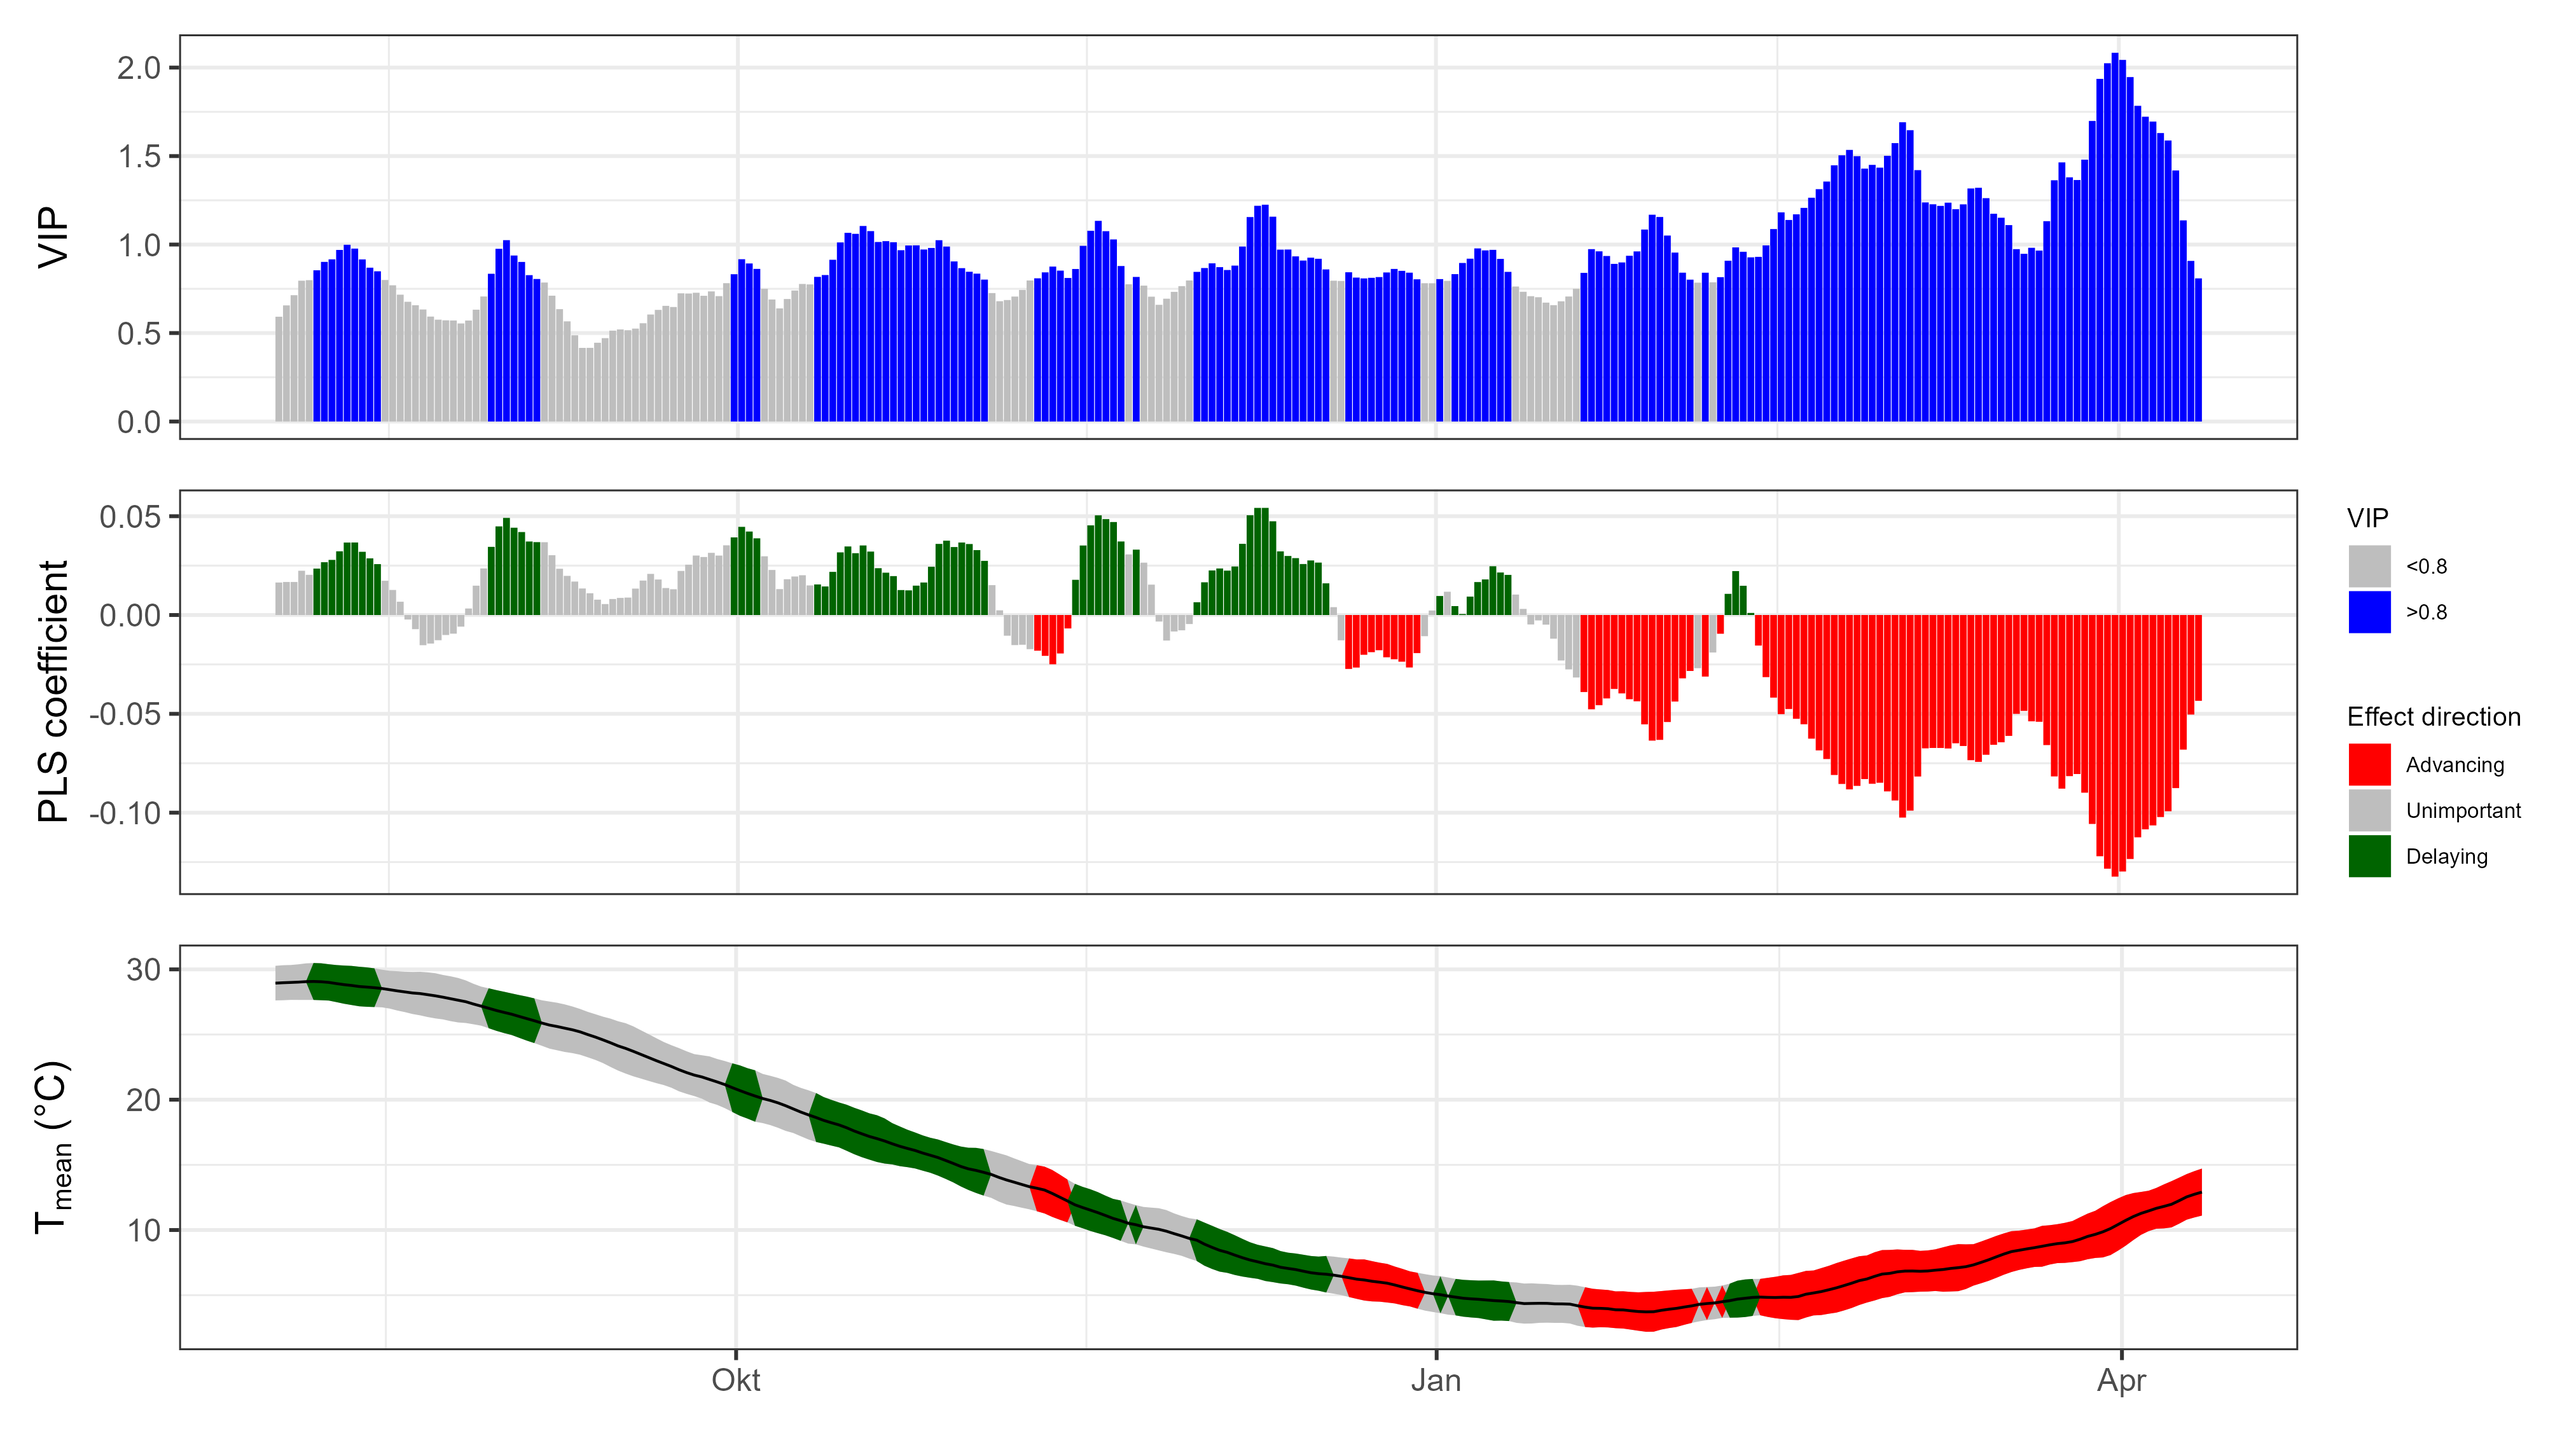 VIP
2.0
1.5
1.0
0.5
0.0
PLS coefficient
0.05
0.00
-0.05
-0.10
VIP
<0.8
>0.8
Effect direction
Advancing
Unimportant
Delaying
Tmean (°C)
30
20
10
Okt Jan Apr